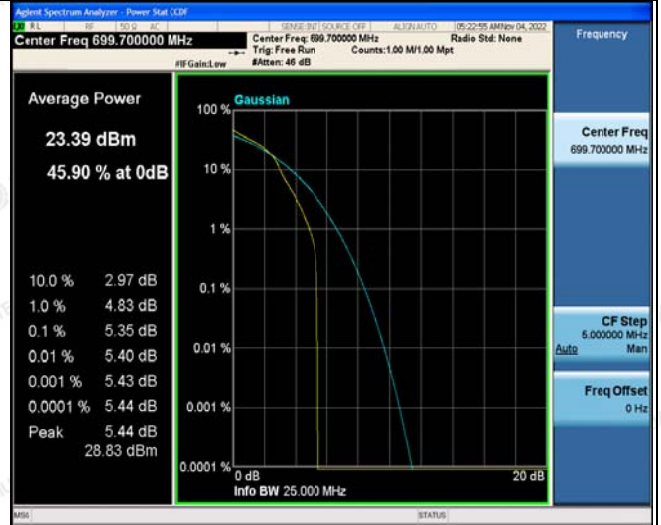 Agilent Spectrum Analyzer - Power Stat CCDF
RL RF 50 Ω AC SENSE:INT SOURCE OFF ALIGN AUTO 05:22:55 AM Nov 04, 2022
Center Freq 699.700000 MHz
Center Freq: 699.700000 MHz Radio Std: None
Trig: Free Run Counts:1.00 M/1.00 Mpt
#IFGain:Low #Atten: 46 dB
Frequency
Average Power
23.39 dBm
45.90 % at 0dB
10.0 % 2.97 dB
1.0 % 4.83 dB
0.1 % 5.35 dB
0.01 % 5.40 dB
0.001 % 5.43 dB
0.0001 % 5.44 dB
Peak 5.44 dB
28.83 dBm
Gaussian
100 %
10 %
1 %
0.1 %
0.01 %
0.001 %
0.0001 %
0 dB 20 dB
Info BW 25.000 MHz
Center Freq
699.700000 MHz
CF Step
5.000000 MHz
Auto Man
Freq Offset
0 Hz
MSG STATUS